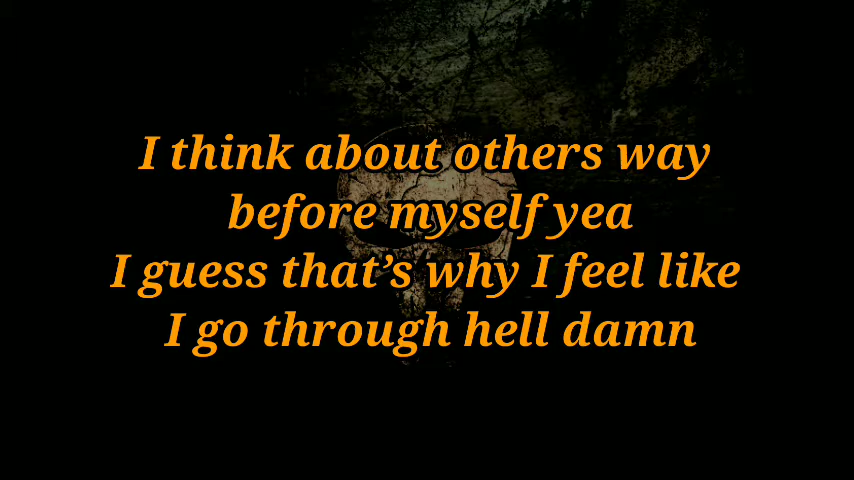 I think about others way
before myself yea
I guess that’s why I feel like
I go through hell damn